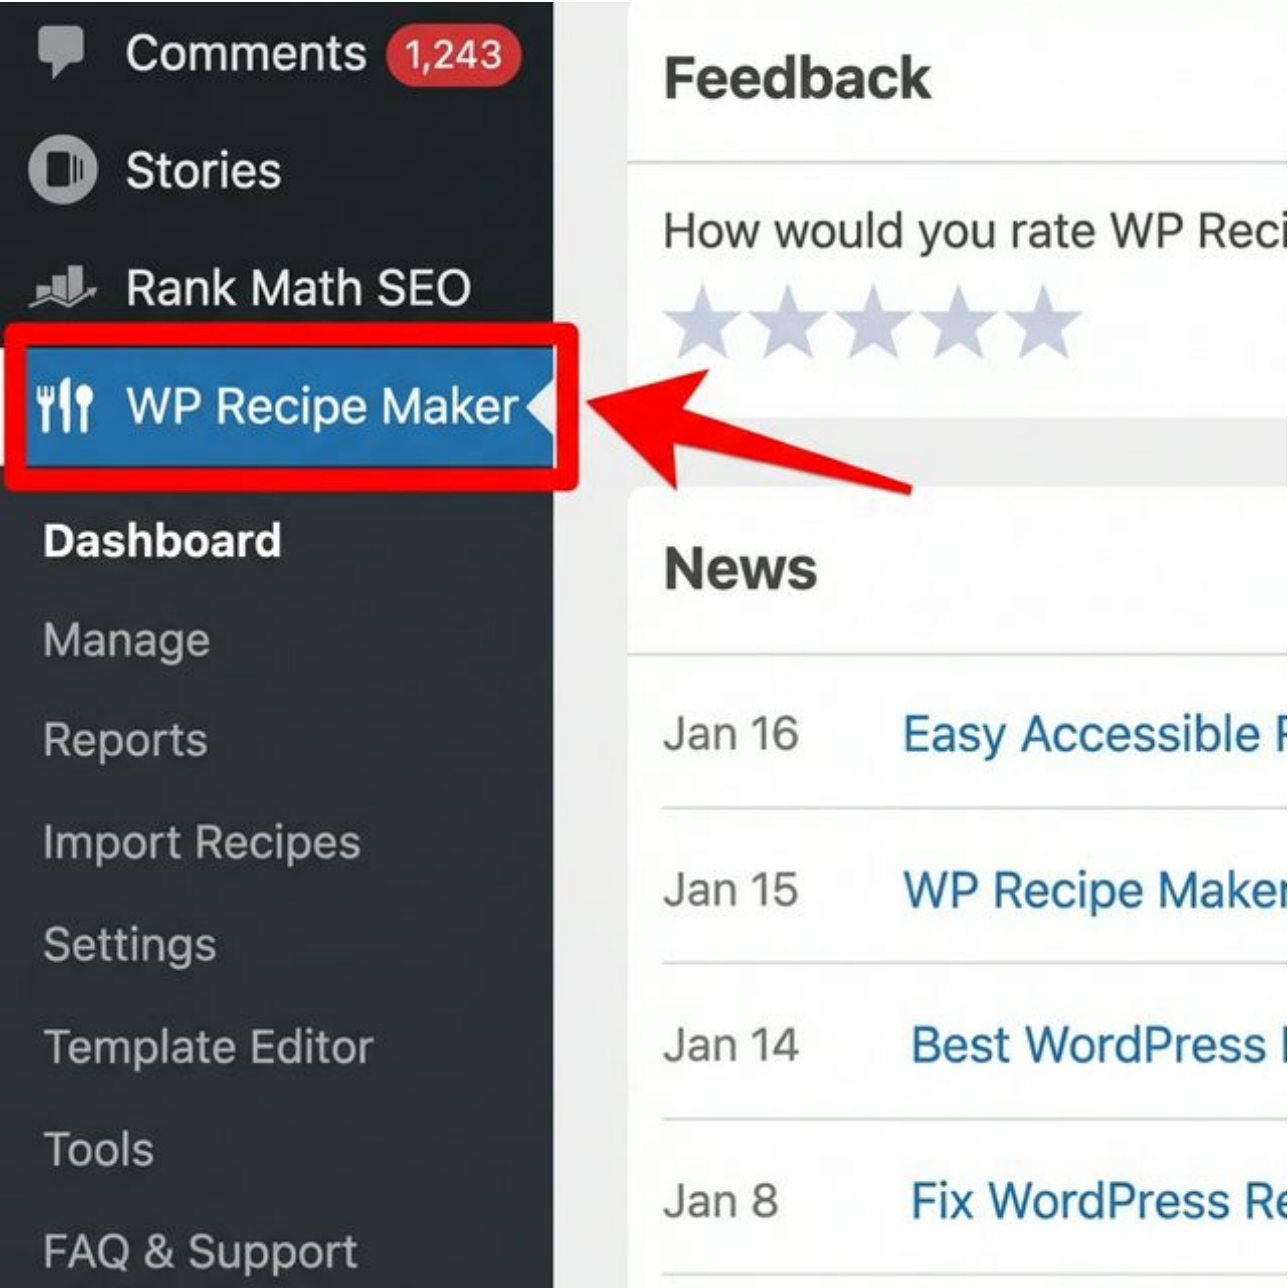 Comments 1,243
Stories
Rank Math SEO
WP Recipe Maker
Dashboard
Manage
Reports
Import Recipes
Settings
Template Editor
Tools
FAQ & Support
Feedback
How would you rate WP
News
Jan 16 Easy Accessible
Jan 15 WP Recipe Maker
Jan 14 Best WordPress
Jan 8 Fix WordPress